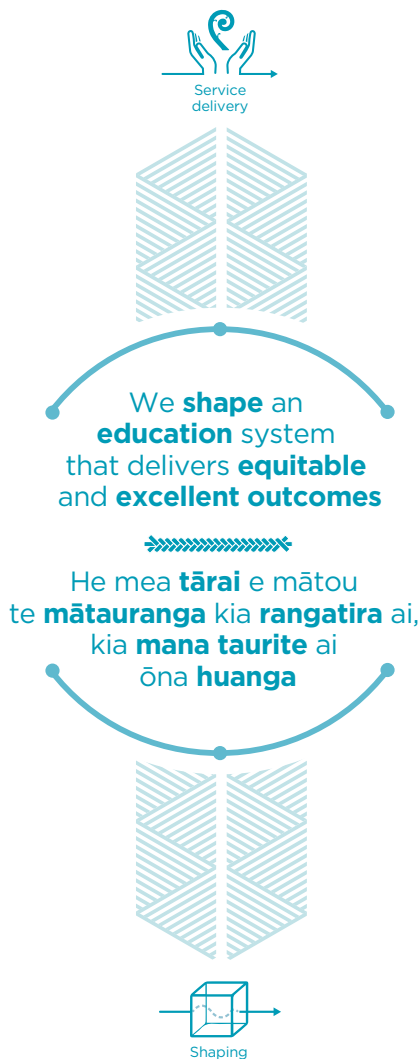 Service
delivery
We shape an
education system
that delivers equitable
and excellent outcomes
He mea tārai e mātou
te mātauranga kia rangatira ai,
kia mana taurite ai
ōna huanga
Shaping